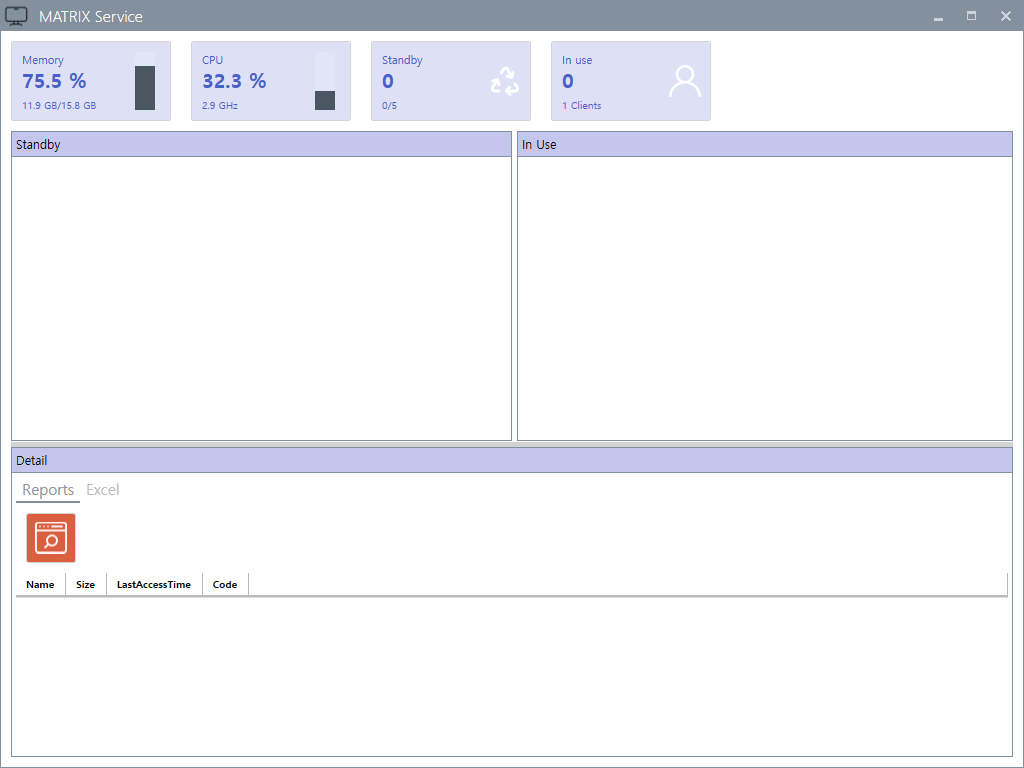 MATRIX Service
Memory
75.5 %
11.9 GB/15.8 GB
CPU
32.3 %
2.9 GHz
Standby
0
0/5
In use
0
1 Clients
Standby
In Use
Detail
Reports Excel
Name Size LastAccessTime Code